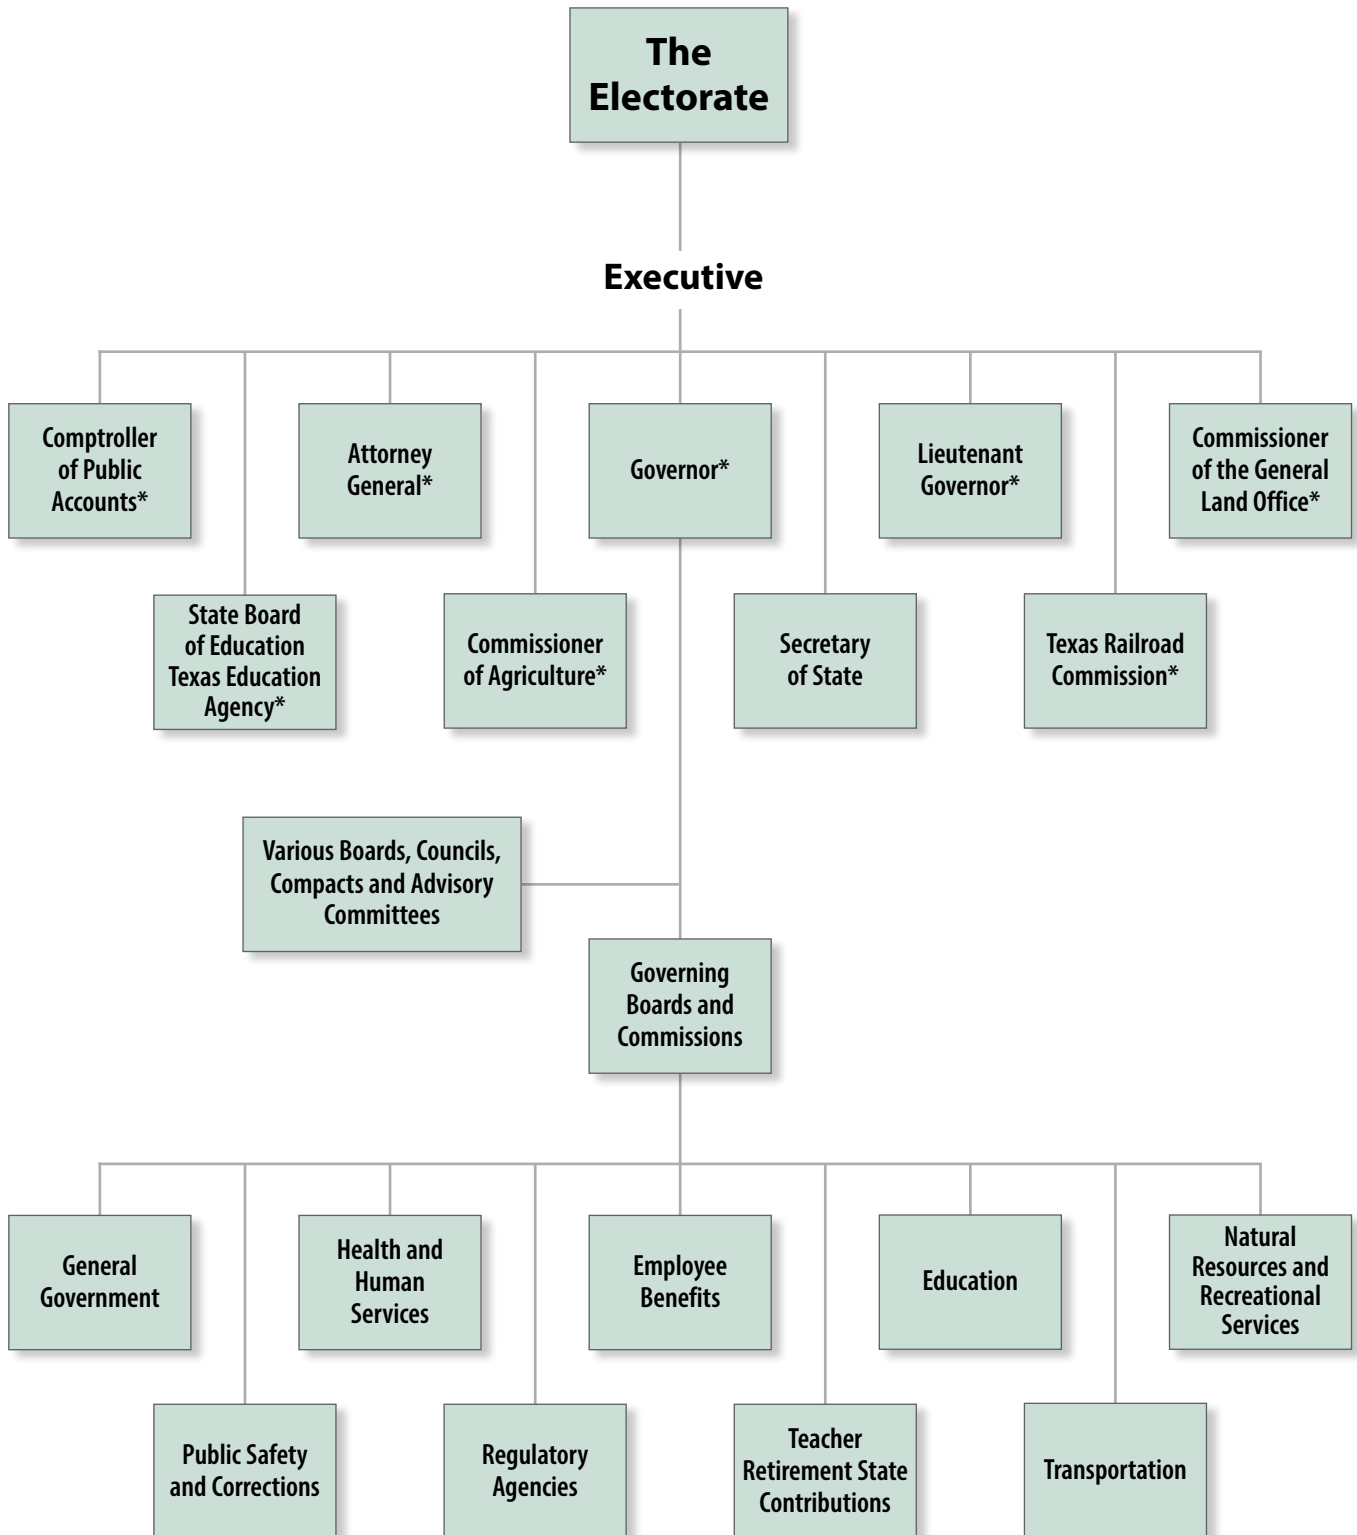 The
Electorate
Executive
Comptroller
of Public
Accounts*
Attorney
General*
Governor*
Lieutenant
Governor*
Commissioner
of the General
Land Office*
State Board
of Education
Texas Education
Agency*
Commissioner
of Agriculture*
Secretary
of State
Texas Railroad
Commission*
Various Boards, Councils,
Compacts and Advisory
Committees
Governing
Boards and
Commissions
General
Government
Health and
Human
Services
Employee
Benefits
Education
Natural
Resources and
Recreational
Services
Public Safety
and Corrections
Regulatory
Agencies
Teacher
Retirement State
Contributions
Transportation